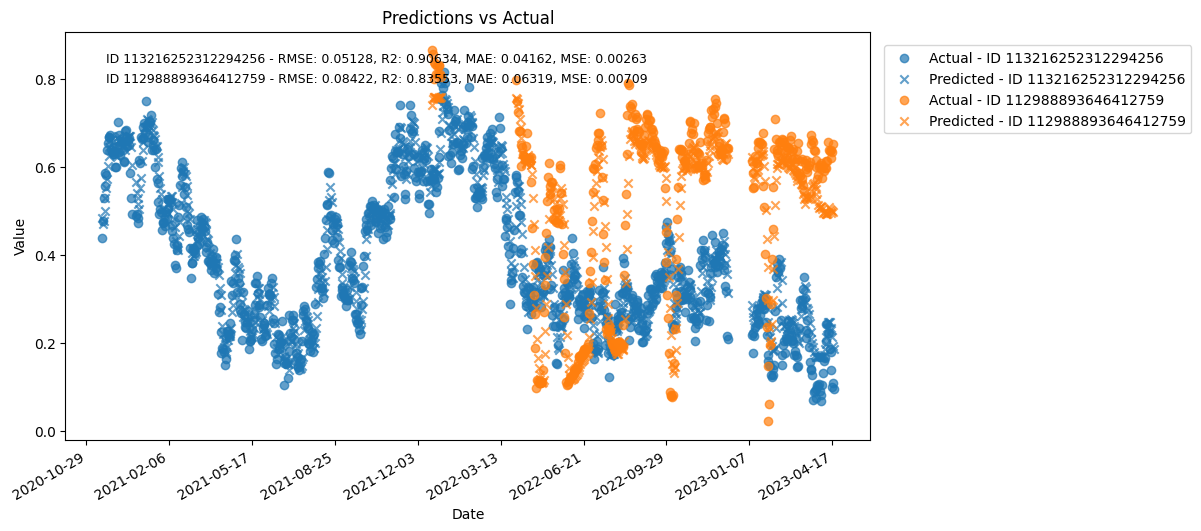 Predictions vs Actual
ID 113216252312294256 - RMSE: 0.05128, R2: 0.90634, MAE: 0.04162, MSE: 0.00263
ID 112988893646412759 - RMSE: 0.08422, R2: 0.83553, MAE: 0.06319, MSE: 0.00709
Actual - ID 113216252312294256
Predicted - ID 113216252312294256
Actual - ID 112988893646412759
Predicted - ID 112988893646412759
Value
0.8
0.6
0.4
0.2
0.0
2020-10-29
2021-02-06
2021-05-17
2021-08-25
2021-12-03
2022-03-13
2022-06-21
2022-09-29
2023-01-07
2023-04-17
Date